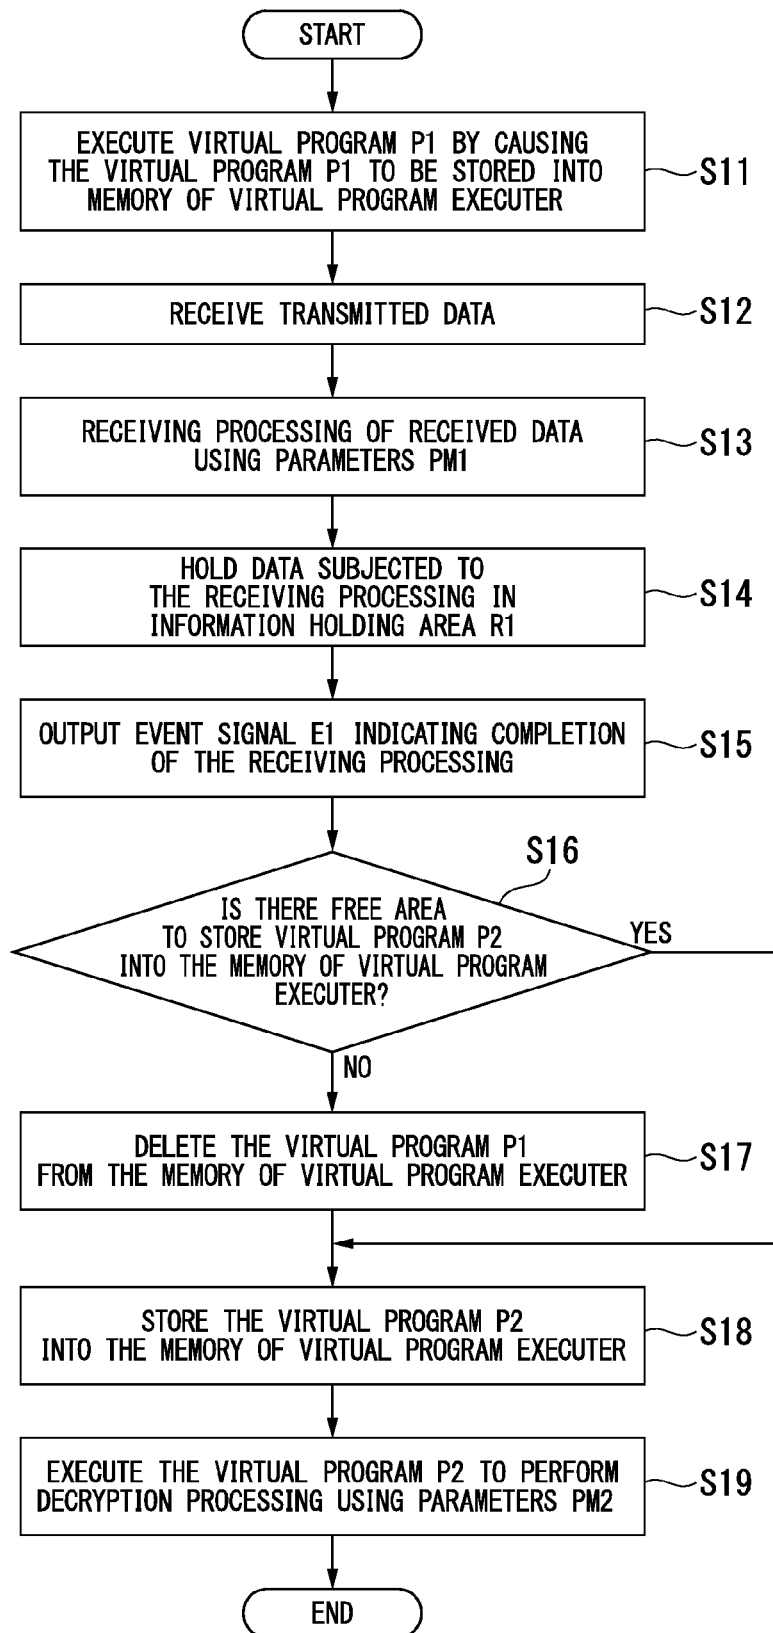 START
EXECUTE VIRTUAL PROGRAM P1 BY CAUSING
THE VIRTUAL PROGRAM P1 TO BE STORED INTO
MEMORY OF VIRTUAL PROGRAM EXECUTER
S11
RECEIVE TRANSMITTED DATA
S12
RECEIVING PROCESSING OF RECEIVED DATA
USING PARAMETERS PM1
S13
HOLD DATA SUBJECTED TO
THE RECEIVING PROCESSING IN
INFORMATION HOLDING AREA R1
S14
OUTPUT EVENT SIGNAL E1 INDICATING COMPLETION
OF THE RECEIVING PROCESSING
S15
S16
IS THERE FREE AREA
TO STORE VIRTUAL PROGRAM P2
INTO THE MEMORY OF VIRTUAL PROGRAM
EXECUTER?
YES
NO
DELETE THE VIRTUAL PROGRAM P1
FROM THE MEMORY OF VIRTUAL PROGRAM EXECUTER
S17
STORE THE VIRTUAL PROGRAM P2
INTO THE MEMORY OF VIRTUAL PROGRAM EXECUTER
S18
EXECUTE THE VIRTUAL PROGRAM P2 TO PERFORM
DECRYPTION PROCESSING USING PARAMETERS PM2
S19
END